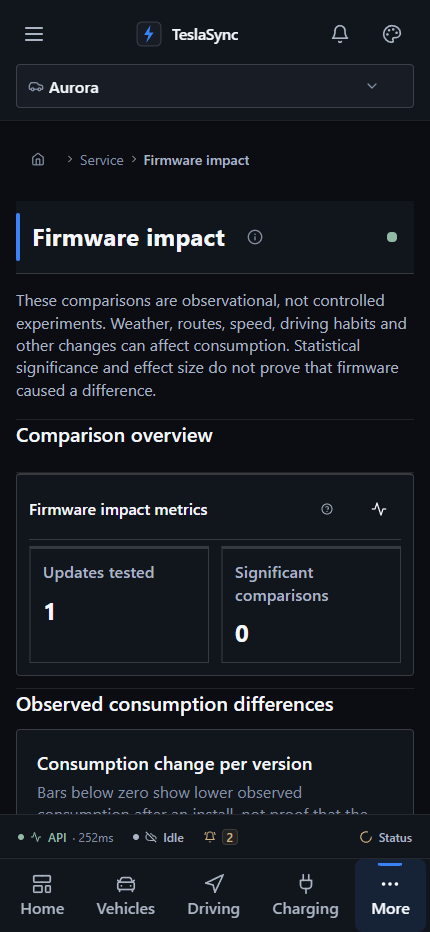 TeslaSync
Aurora
Service
Firmware impact
Firmware impact
These comparisons are observational, not controlled
experiments. Weather, routes, speed, driving habits and
other changes can affect consumption. Statistical
significance and effect size do not prove that firmware
caused a difference.
Comparison overview
Firmware impact metrics
Updates tested
1
Significant
comparisons
0
Observed consumption differences
Consumption change per version
Bars below zero show lower observed
consumption after an install, not proof that the
API · 252ms
Idle
2
Status
Home
Vehicles
Driving
Charging
More